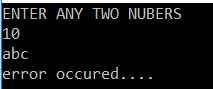 ENTER ANY TWO NUBERS
10
abc
error occured....